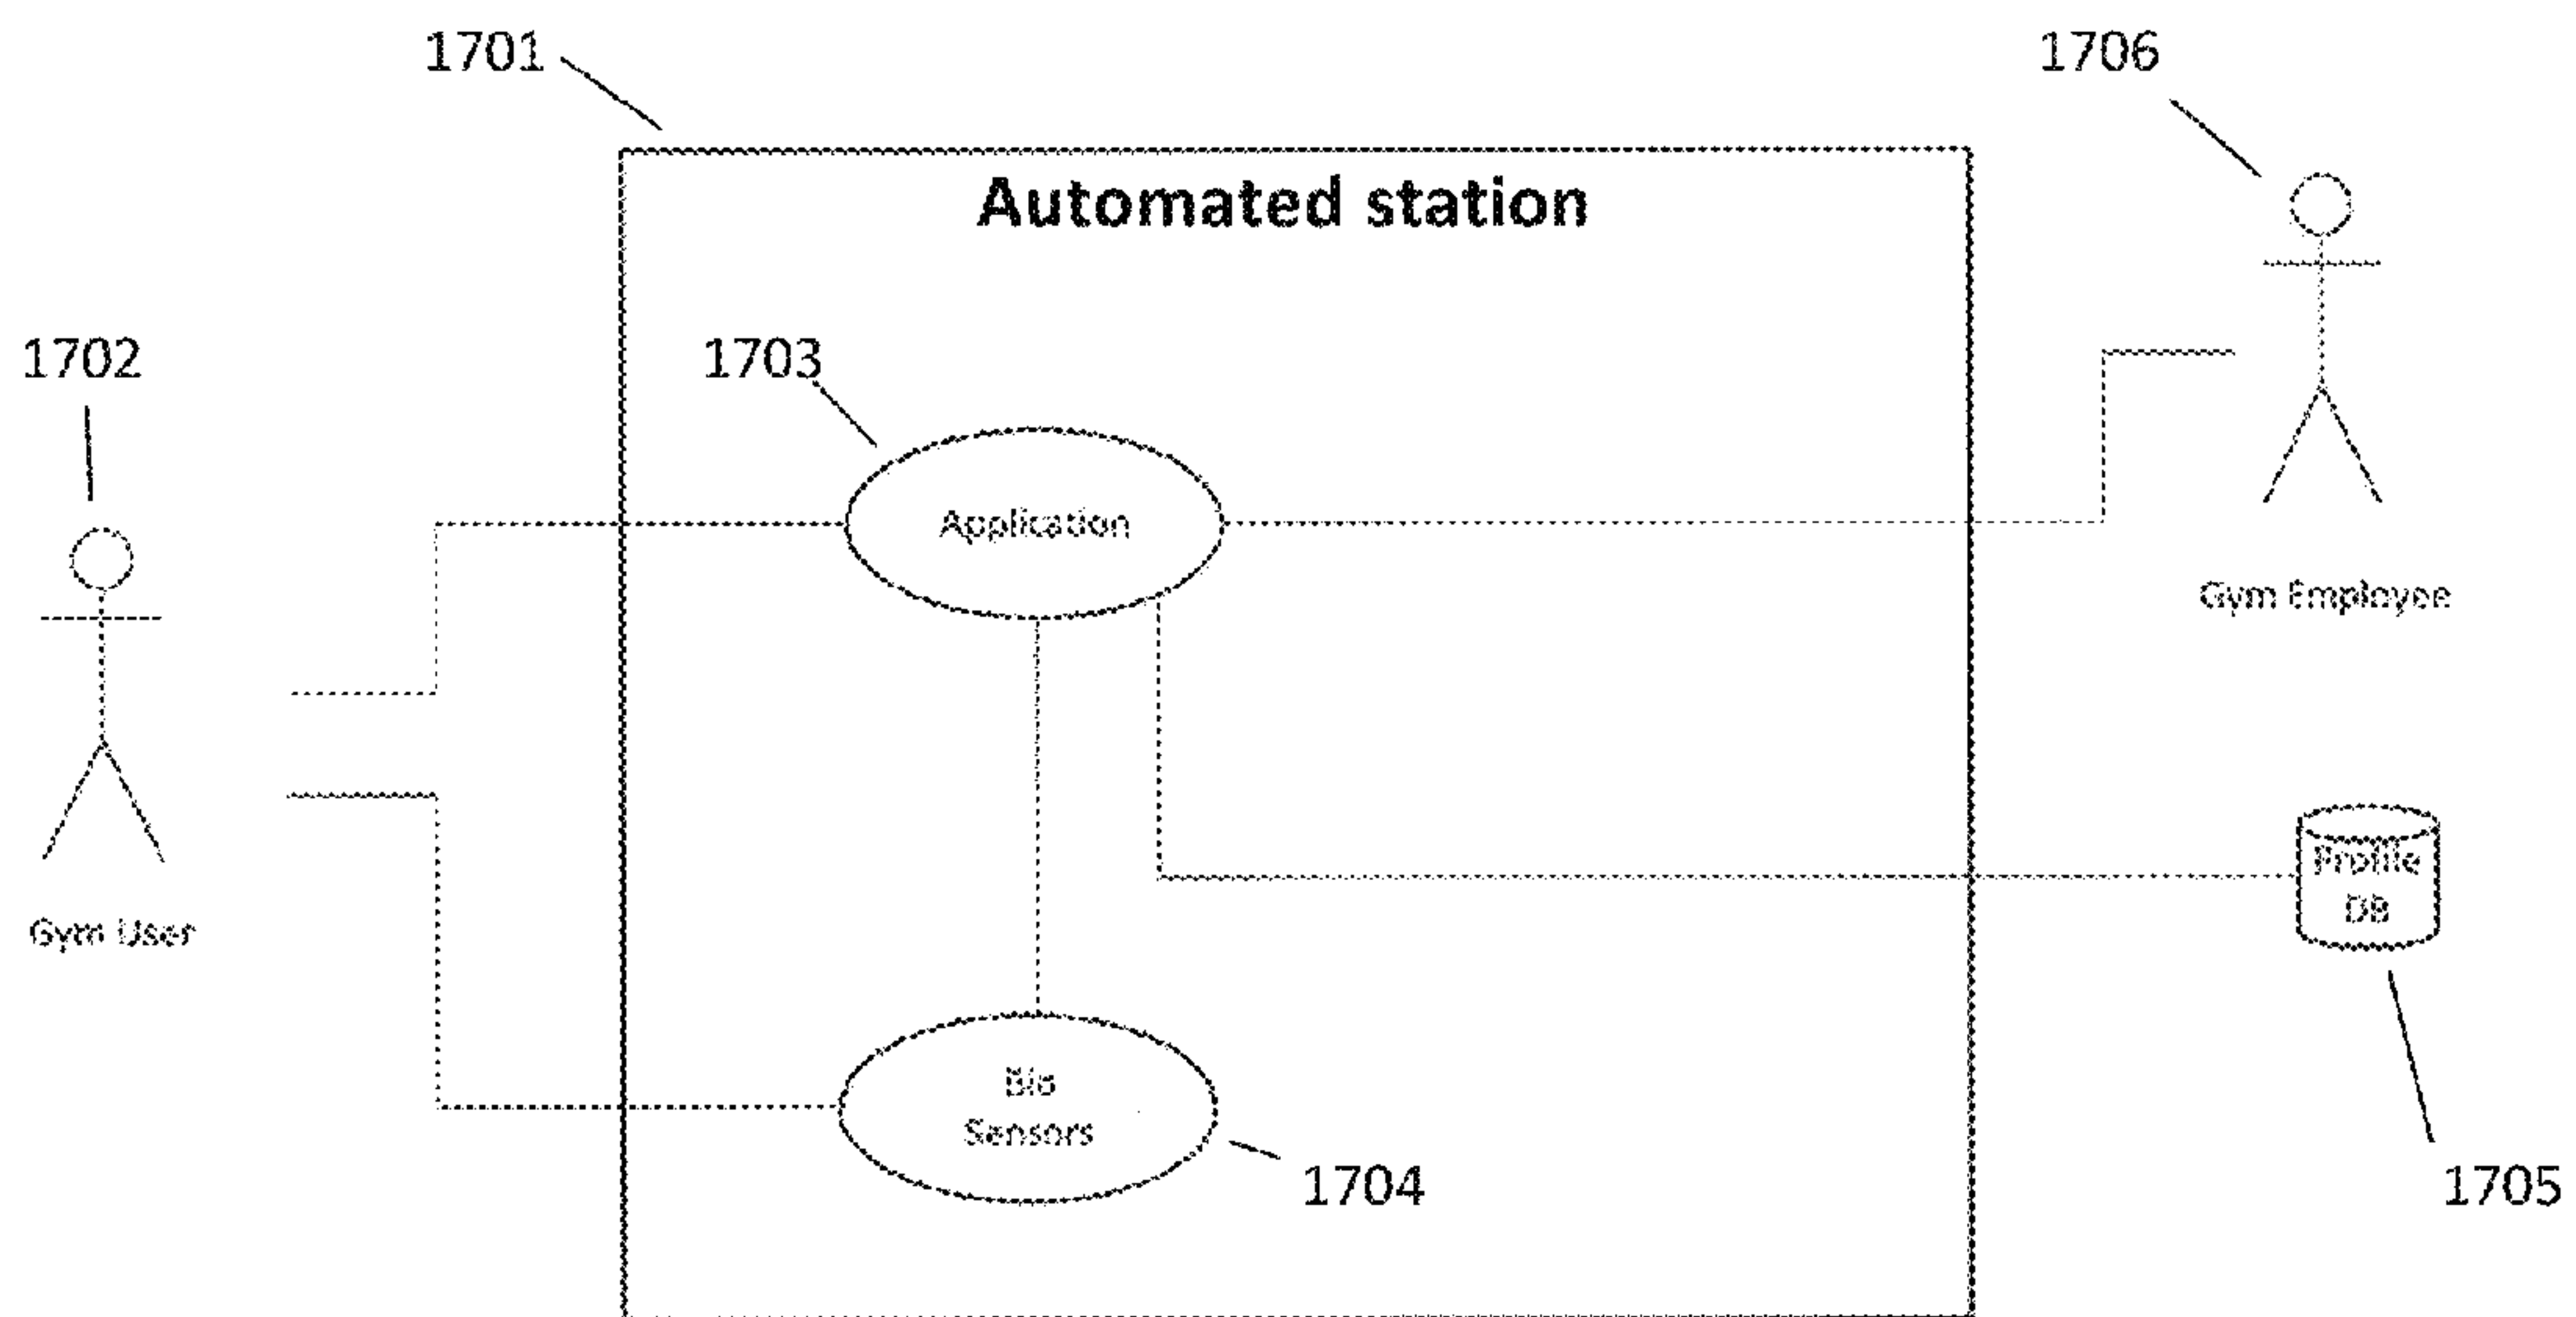 1701
1706
Automated station
1702
1703
Application
Gym Employee
Profile
DB
Gym User
Bio
Sensors
1704
1705